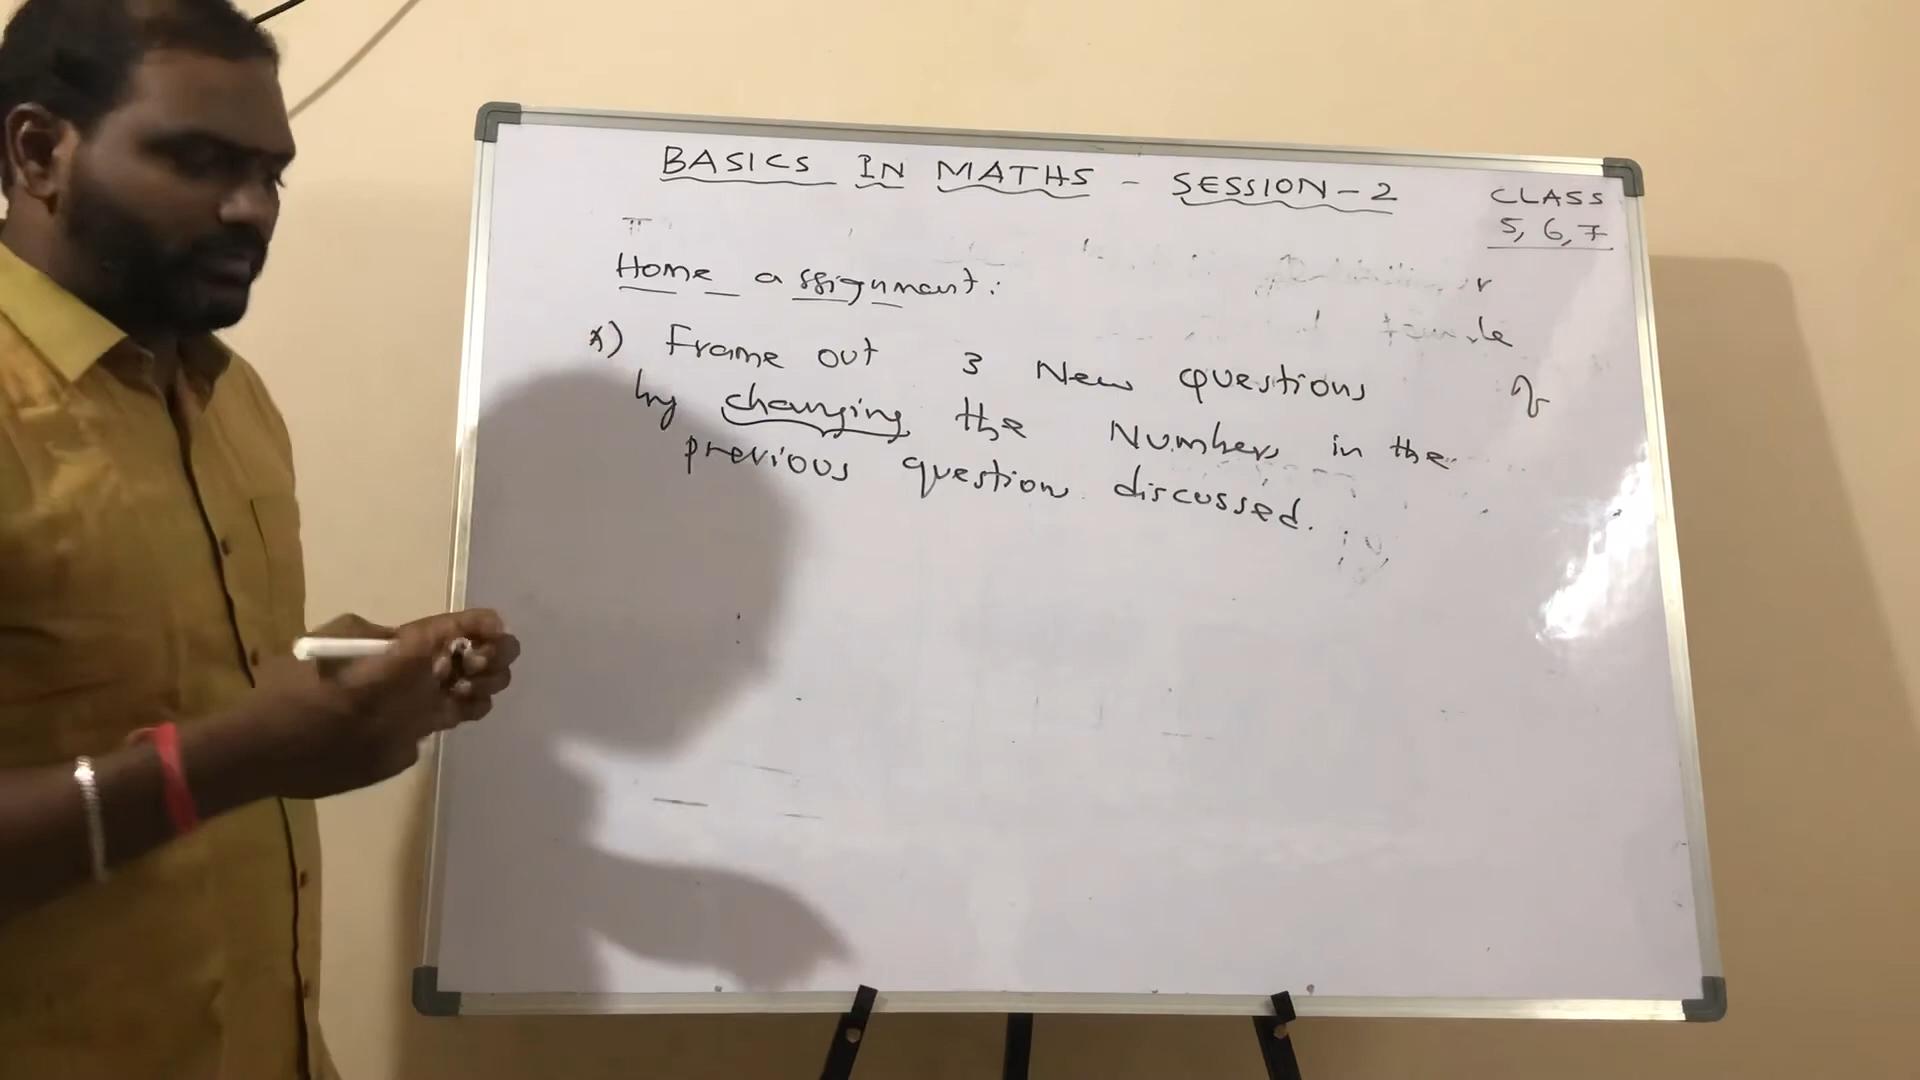 BASICS IN MATHS - SESSION-2
CLASS
5, 6, 7
Home assignment:
*) Frame out 3 New questions
by changing the Numbers in the
previous question discussed.